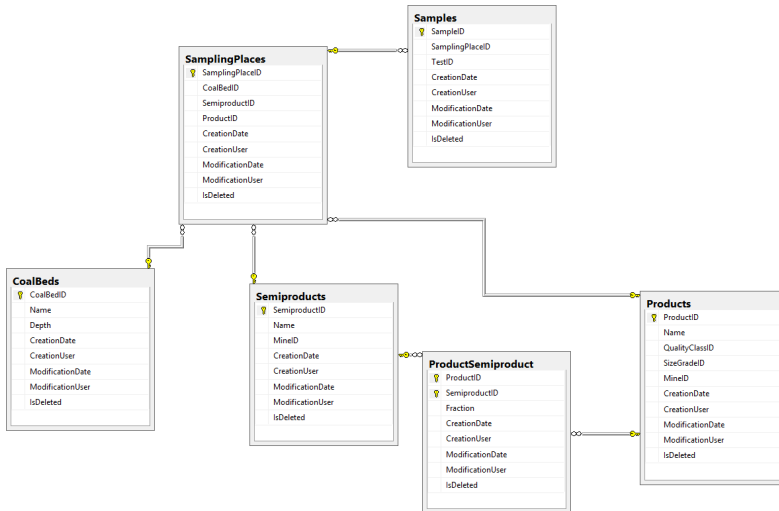 Samples
SampleID
SamplingPlaceID
TestID
CreationDate
CreationUser
ModificationDate
ModificationUser
IsDeleted
SamplingPlaces
SamplingPlaceID
CoalBedID
SemiproductID
ProductID
CreationDate
CreationUser
ModificationDate
ModificationUser
IsDeleted
CoalBeds
CoalBedID
Name
Depth
CreationDate
CreationUser
ModificationDate
ModificationUser
IsDeleted
Semiproducts
SemiproductID
Name
MineID
CreationDate
CreationUser
ModificationDate
ModificationUser
IsDeleted
ProductSemiproduct
ProductID
SemiproductID
Fraction
CreationDate
CreationUser
ModificationDate
ModificationUser
IsDeleted
Products
ProductID
Name
QualityClassID
SizeGradeID
MineID
CreationDate
CreationUser
ModificationDate
ModificationUser
IsDeleted